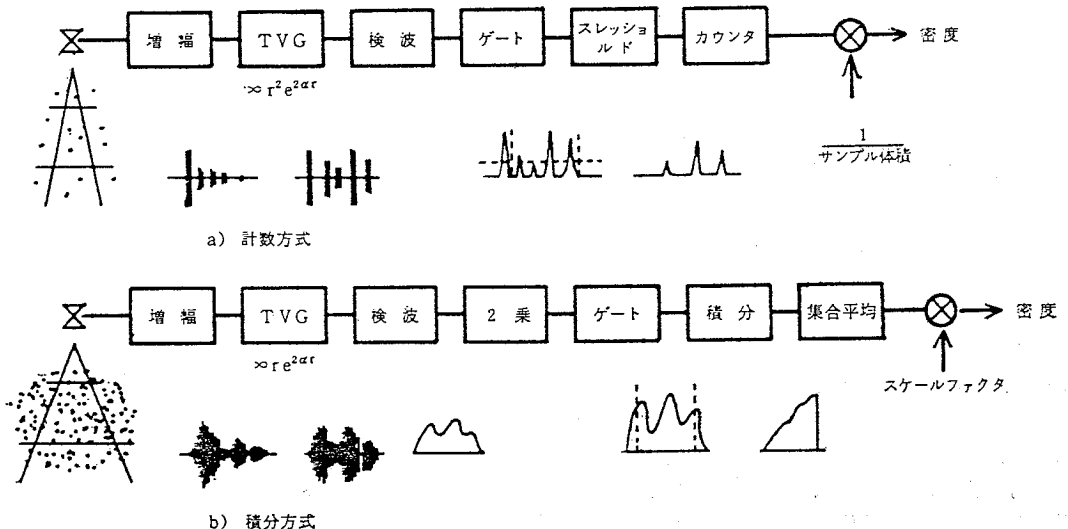 増幅
TVG
検波
ゲート
スレッショ
ルド
カウンタ
密度
∝ r²e²ᵅʳ
1
サンプル体積
a) 計数方式
増幅
TVG
検波
2乗
ゲート
積分
集合平均
密度
∝ re²ᵅʳ
スケールファクタ
b) 積分方式